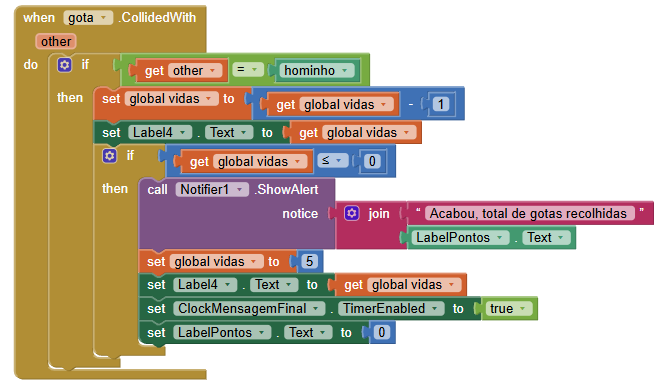 when gota .CollidedWith
other
do if get other = hominho
then set global vidas to get global vidas - 1
set Label4 . Text to get global vidas
if get global vidas ≤ 0
then call Notifier1 .ShowAlert
notice join “ Acabou, total de gotas recolhidas ”
LabelPontos . Text
set global vidas to 5
set Label4 . Text to get global vidas
set ClockMensagemFinal . TimerEnabled to true
set LabelPontos . Text to 0